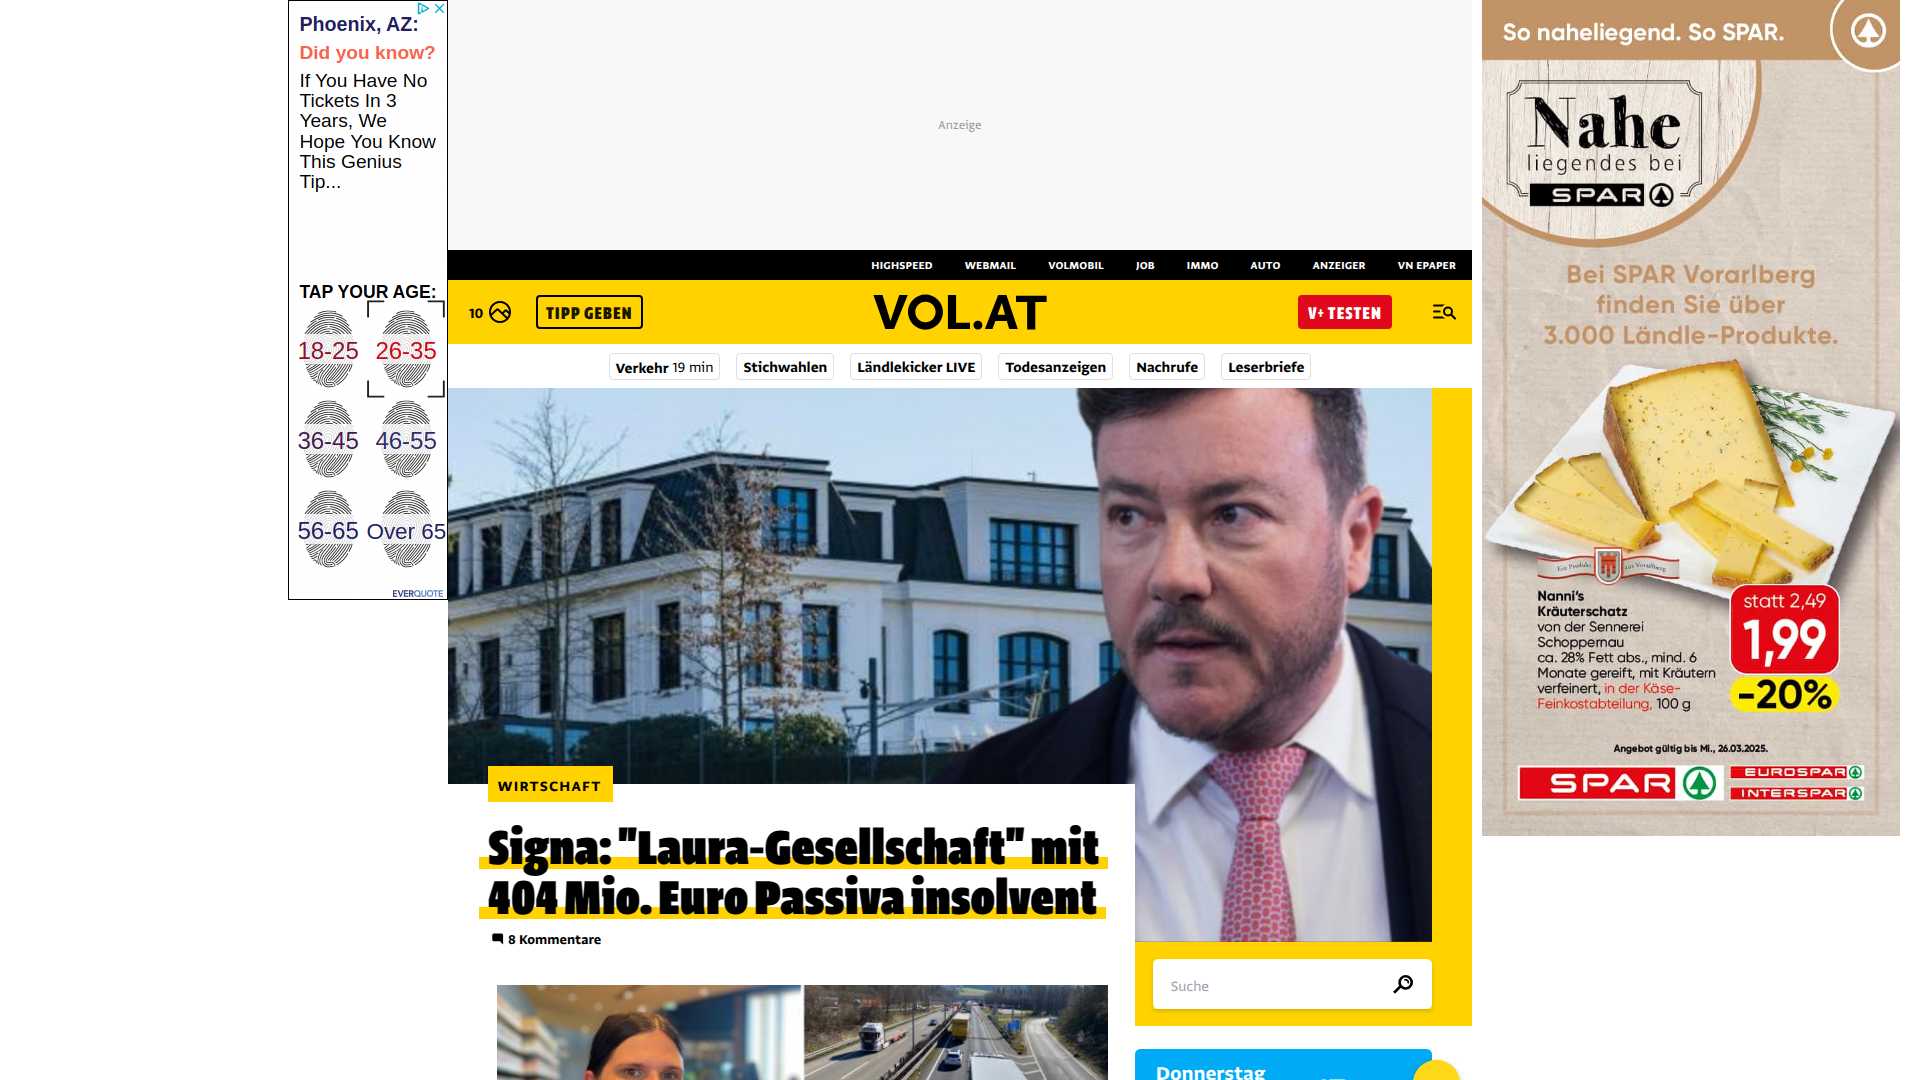 Phoenix, AZ:
Did you know?
If You Have No
Tickets In 3
Years, We
Hope You Know
This Genius
Tip...
TAP YOUR AGE:
18-25 26-35
36-45 46-55
56-65 Over 65
EVERQUOTE
Anzeige
HIGHSPEED WEBMAIL VOLMOBIL JOB IMMO AUTO ANZEIGER VN EPAPER
10 TIPP GEBEN VOL.AT V+ TESTEN
Verkehr 19 min Stichwahlen Ländlekicker LIVE Todesanzeigen Nachrufe Leserbriefe
WIRTSCHAFT
Signa: "Laura-Gesellschaft" mit
404 Mio. Euro Passiva insolvent
8 Kommentare
Suche
Donnerstag
So naheliegend. So SPAR.
Nahe
liegendes bei
SPAR
Bei SPAR Vorarlberg
finden Sie über
3.000 Ländle-Produkte.
Ein Produkt aus Vorarlberg
Nanni's
Kräuterschatz
von der Sennerei
Schoppernau
ca. 28% Fett abs., mind. 6
Monate gereift, mit Kräutern
verfeinert, in der Käse-
Feinkostabteilung, 100 g
statt 2,49
1,99
-20%
Angebot gültig bis Mi., 26.03.2025.
SPAR
EUROSPAR
INTERSPAR